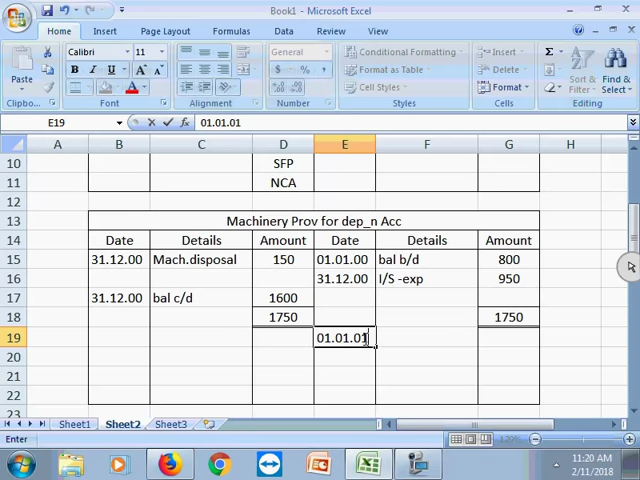 Book1 - Microsoft Excel
Home Insert Page Layout Formulas Data Review View
Calibri 11 General Conditional Formatting Insert
Paste B I U A A $ % , Format as Table Delete Sort & Find &
A Cell Styles Format Filter Select
Clipboard Font Alignment Number Styles Cells Editing
E19 fx 01.01.01
A B C D E F G H
10 SFP
11 NCA
12
13 Machinery Prov for dep_n Acc
14 Date Details Amount Date Details Amount
15 31.12.00 Mach.disposal 150 01.01.00 bal b/d 800
16 31.12.00 I/S -exp 950
17 31.12.00 bal c/d 1600
18 1750 1750
19 01.01.01
20
21
22
23
Sheet1 Sheet2 Sheet3
Enter 120%
11:20 AM
2/11/2018